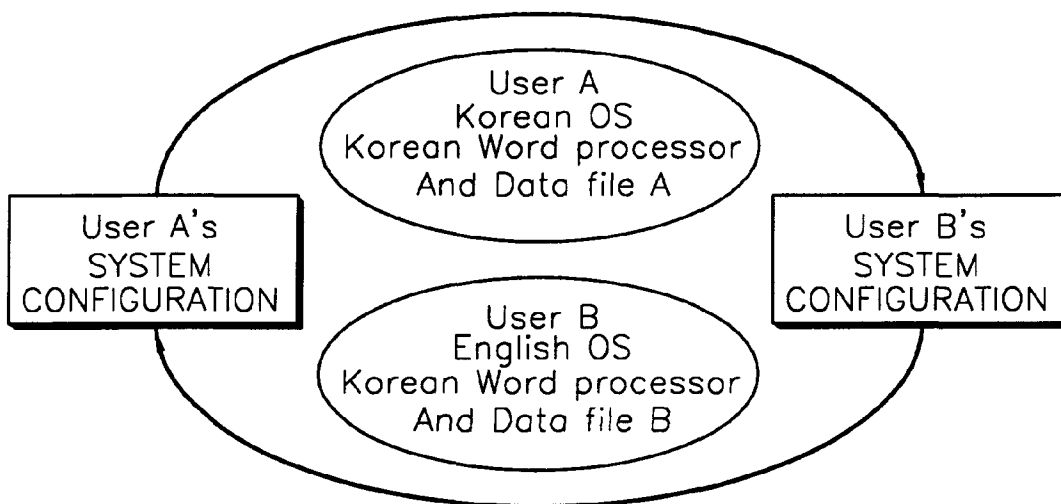 User A
Korean OS
Korean Word processor
And Data file A
User A's
SYSTEM
CONFIGURATION
User B's
SYSTEM
CONFIGURATION
User B
English OS
Korean Word processor
And Data file B